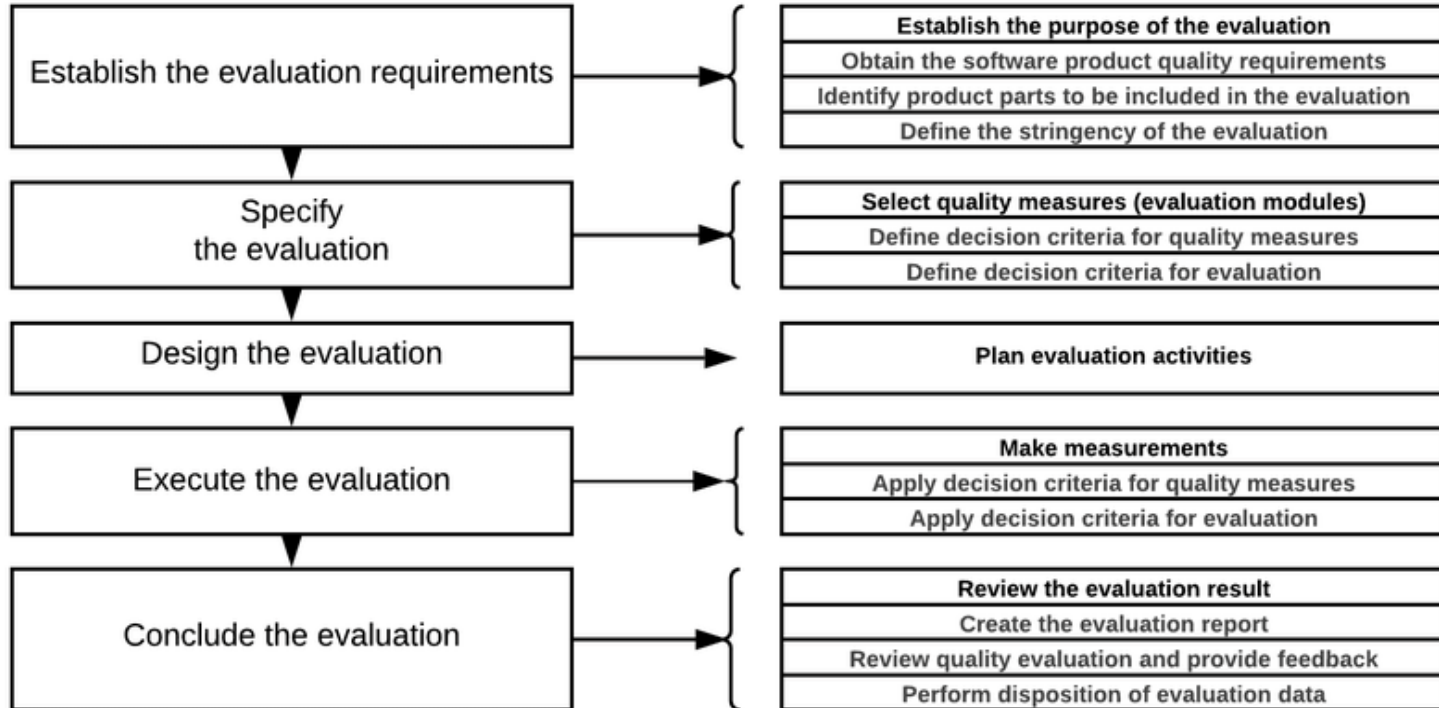 Establish the evaluation requirements
Establish the purpose of the evaluation
Obtain the software product quality requirements
Identify product parts to be included in the evaluation
Define the stringency of the evaluation
Specify
the evaluation
Select quality measures (evaluation modules)
Define decision criteria for quality measures
Define decision criteria for evaluation
Design the evaluation
Plan evaluation activities
Execute the evaluation
Make measurements
Apply decision criteria for quality measures
Apply decision criteria for evaluation
Conclude the evaluation
Review the evaluation result
Create the evaluation report
Review quality evaluation and provide feedback
Perform disposition of evaluation data